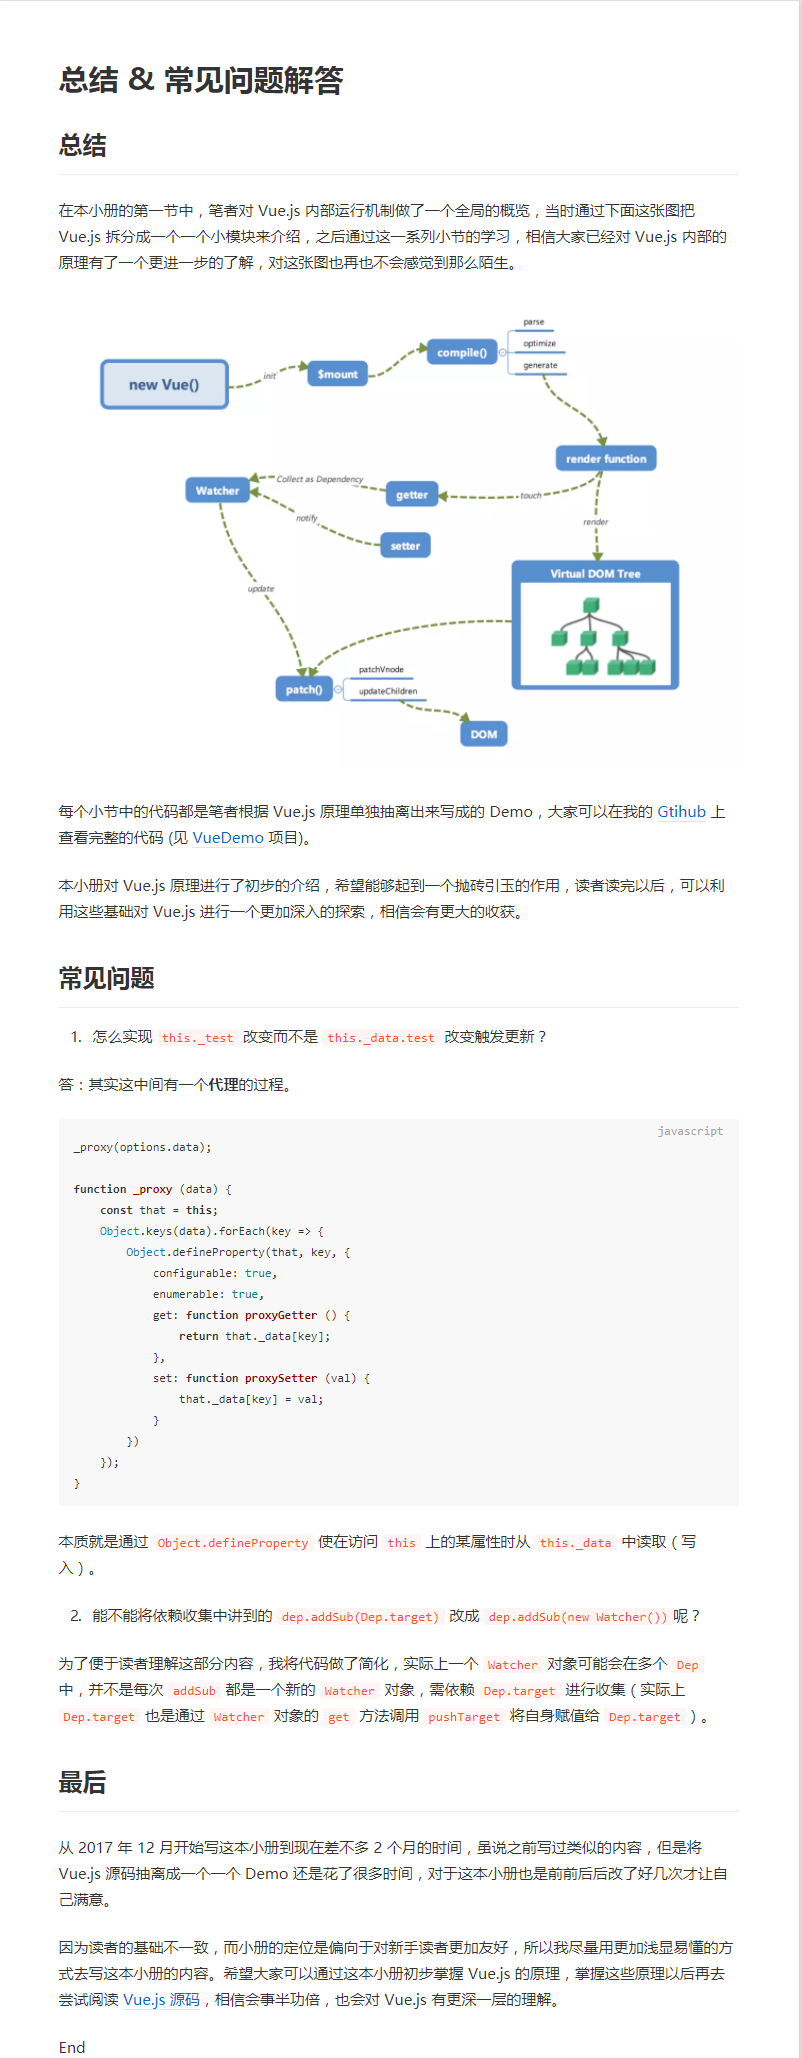 总结 & 常见问题解答
总结
在本小册的第一节中，笔者对 Vue.js 内部运行机制做了一个全局的概览，当时通过下面这张图把
Vue.js 拆分成一个一个小模块来介绍，之后通过这一系列小节的学习，相信大家已经对 Vue.js 内部的
原理有了一个更进一步的了解，对这张图也再也不会感觉到那么陌生。
parse
compile()
optimize
generate
new Vue()
init
$mount
render function
Collect as Dependency
Watcher
getter
touch
notify
render
setter
Virtual DOM Tree
update
patchVnode
patch()
updateChildren
DOM
每个小节中的代码都是笔者根据 Vue.js 原理单独抽离出来写成的 Demo，大家可以在我的 Gtihub 上
查看完整的代码 (见 VueDemo 项目)。
本小册对 Vue.js 原理进行了初步的介绍，希望能够起到一个抛砖引玉的作用，读者读完以后，可以利
用这些基础对 Vue.js 进行一个更加深入的探索，相信会有更大的收获。
常见问题
1. 怎么实现 this._test 改变而不是 this._data.test 改变触发更新？
答：其实这中间有一个代理的过程。
javascript
_proxy(options.data);
function _proxy (data) {
const that = this;
Object.keys(data).forEach(key => {
Object.defineProperty(that, key, {
configurable: true,
enumerable: true,
get: function proxyGetter () {
return that._data[key];
},
set: function proxySetter (val) {
that._data[key] = val;
}
})
});
}
本质就是通过 Object.defineProperty 使在访问 this 上的某属性时从 this._data 中读取（写
入）。
2. 能不能将依赖收集中讲到的 dep.addSub(Dep.target) 改成 dep.addSub(new Watcher()) 呢？
为了便于读者理解这部分内容，我将代码做了简化，实际上一个 Watcher 对象可能会在多个 Dep
中，并不是每次 addSub 都是一个新的 Watcher 对象，需依赖 Dep.target 进行收集（实际上
Dep.target 也是通过 Watcher 对象的 get 方法调用 pushTarget 将自身赋值给 Dep.target ）。
最后
从 2017 年 12 月开始写这本小册到现在差不多 2 个月的时间，虽说之前写过类似的内容，但是将
Vue.js 源码抽离成一个一个 Demo 还是花了很多时间，对于这本小册也是前前后后改了好几次才让自
己满意。
因为读者的基础不一致，而小册的定位是偏向于对新手读者更加友好，所以我尽量用更加浅显易懂的方
式去写这本小册的内容。希望大家可以通过这本小册初步掌握 Vue.js 的原理，掌握这些原理以后再去
尝试阅读 Vue.js 源码，相信会事半功倍，也会对 Vue.js 有更深一层的理解。
End